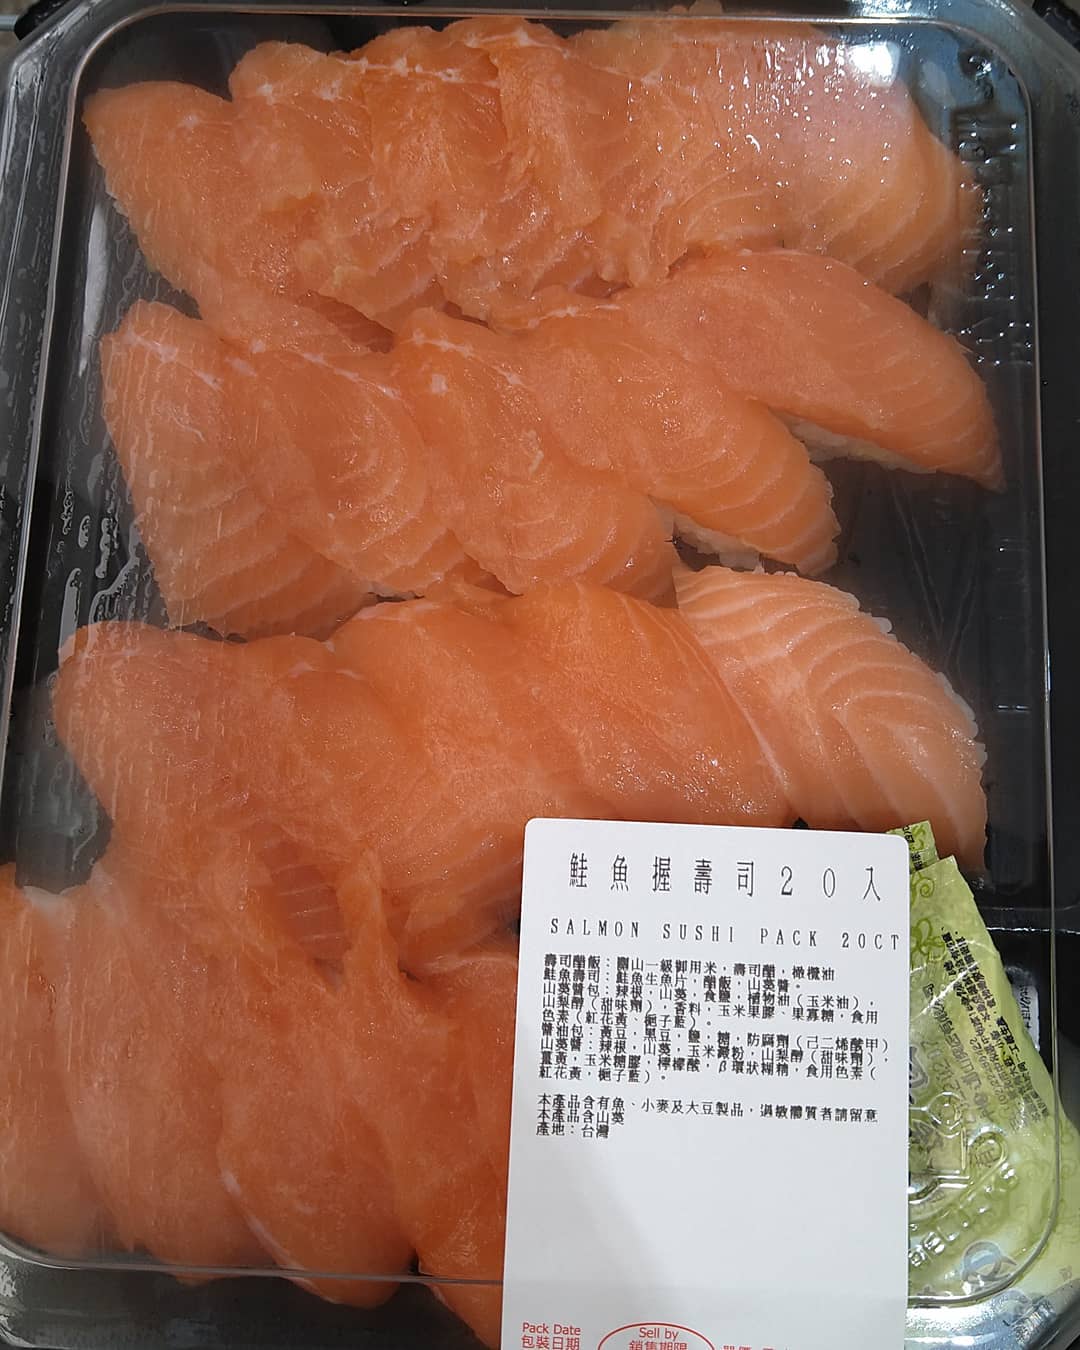 鮭魚握壽司20入
SALMON SUSHI PACK 20CT
壽司醋飯：關山一級御用米，壽司醋，橄欖油
鮭魚壽司：鮭魚生魚片，醋飯，山葵醬。
山葵醬包：辣根，山葵，食鹽，植物油（玉米油），
山梨醇（甜味劑），香料，玉米果膠、果寡糖，食用
色素（紅花黃、梔子藍）。
醬油包：黃豆，黑豆，鹽，糖，防腐劑（己二烯酸甲）
山葵醬：辣根，山葵，玉米澱粉，山梨醇（甜味劑），
薑黃，玉米糖膠，檸檬酸，β環狀糊精，食用色素（
紅花黃，梔子藍）。
本產品含有魚、小麥及大豆製品，過敏體質者請留意
本產品含山葵
產地：台灣
Pack Date
包裝日期
Sell by
銷售期限